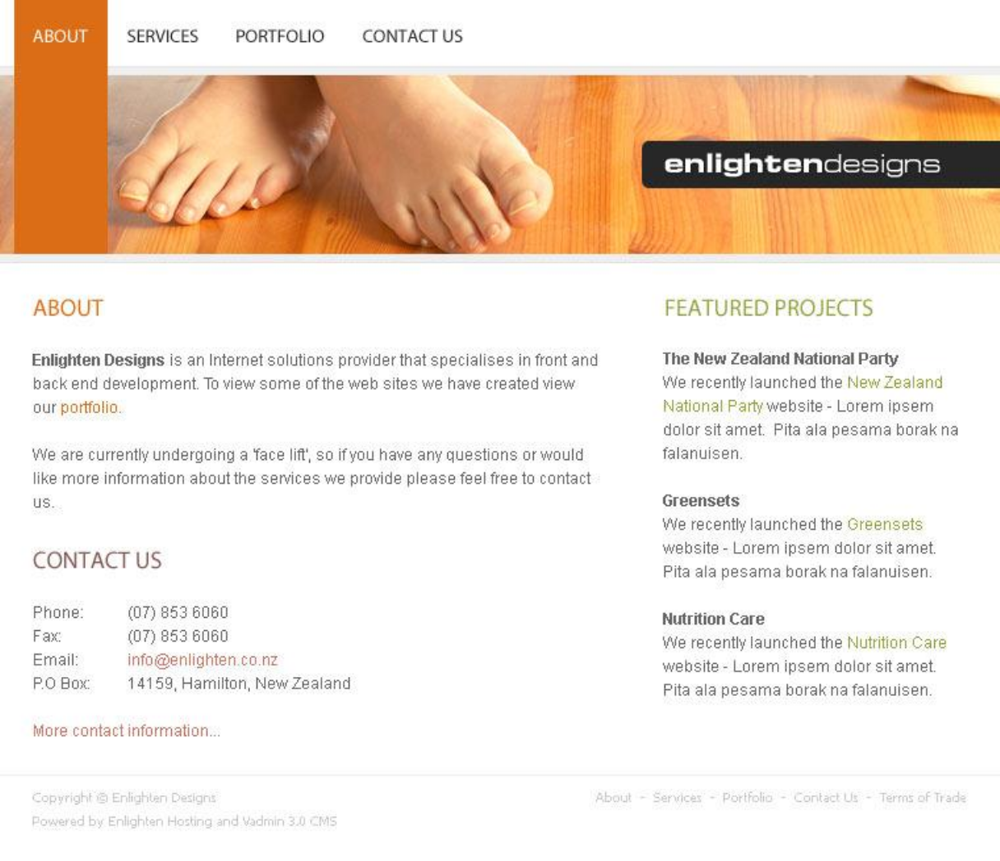 ABOUT SERVICES PORTFOLIO CONTACT US
enlightendesigns
ABOUT
Enlighten Designs is an Internet solutions provider that specialises in front and
back end development. To view some of the web sites we have created view
our portfolio.
We are currently undergoing a 'face lift', so if you have any questions or would
like more information about the services we provide please feel free to contact
us.
CONTACT US
Phone: (07) 853 6060
Fax: (07) 853 6060
Email: info@enlighten.co.nz
P.O Box: 14159, Hamilton, New Zealand
More contact information...
FEATURED PROJECTS
The New Zealand National Party
We recently launched the New Zealand
National Party website - Lorem ipsem
dolor sit amet. Pita ala pesama borak na
falanuisen.
Greensets
We recently launched the Greensets
website - Lorem ipsem dolor sit amet.
Pita ala pesama borak na falanuisen.
Nutrition Care
We recently launched the Nutrition Care
website - Lorem ipsem dolor sit amet.
Pita ala pesama borak na falanuisen.
Copyright © Enlighten Designs
Powered by Enlighten Hosting and Vadmin 3.0 CMS
About - Services - Portfolio - Contact Us - Terms of Trade